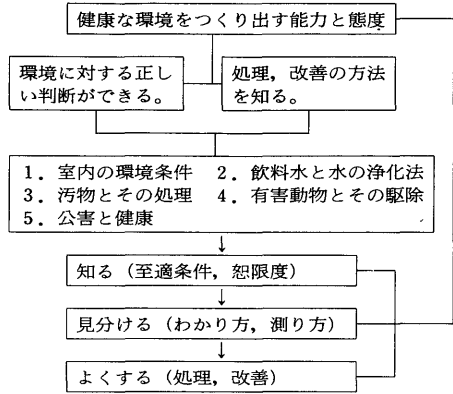 健康な環境をつくり出す能力と態度
環境に対する正し
い判断ができる。
処理，改善の方法
を知る。
1．室内の環境条件　2．飲料水と水の浄化法
3．汚物とその処理　4．有害動物とその駆除
5．公害と健康
知る（至適条件，恕限度）
見分ける（わかり方，測り方）
よくする（処理，改善）